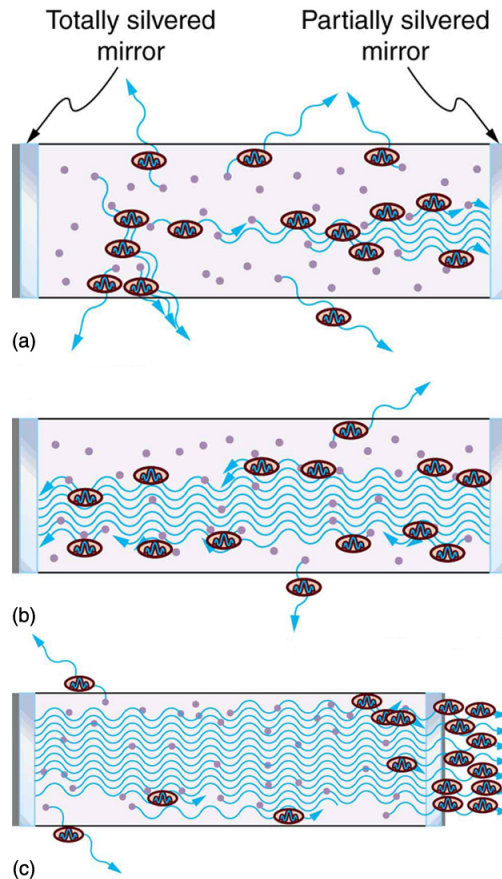 Totally silvered
mirror
Partially silvered
mirror
(a)
(b)
(c)